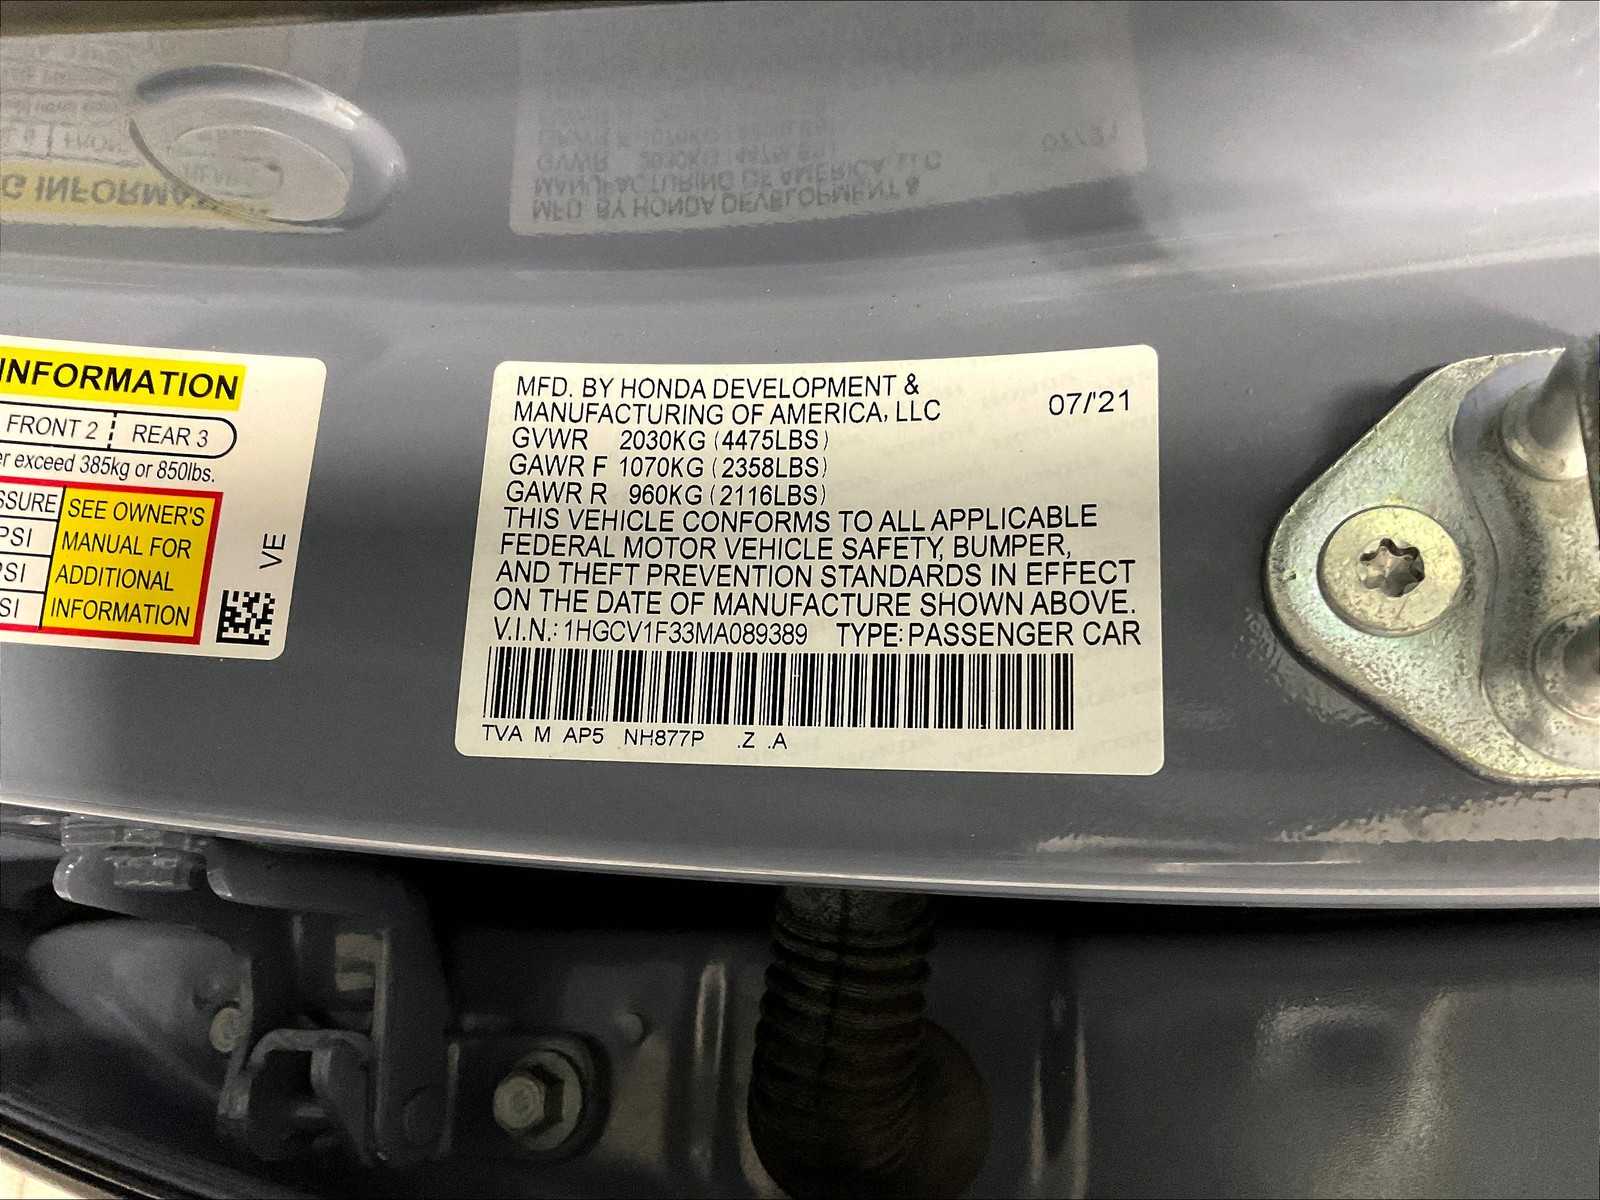 INFORMATION
FRONT 2 REAR 3
exceed 385kg or 850lbs.
SEE OWNER'S
PSI MANUAL FOR
PSI ADDITIONAL
INFORMATION
VE
MFD. BY HONDA DEVELOPMENT &
MANUFACTURING OF AMERICA, LLC 07/'21
GVWR 2030KG (4475LBS)
GAWR F 1070KG (2358LBS)
GAWR R 960KG (2116LBS)
THIS VEHICLE CONFORMS TO ALL APPLICABLE
FEDERAL MOTOR VEHICLE SAFETY, BUMPER,
AND THEFT PREVENTION STANDARDS IN EFFECT
ON THE DATE OF MANUFACTURE SHOWN ABOVE.
V.I.N.: 1HGCV1F33MA089389 TYPE: PASSENGER CAR
TVA M AP5 NH877P .Z .A